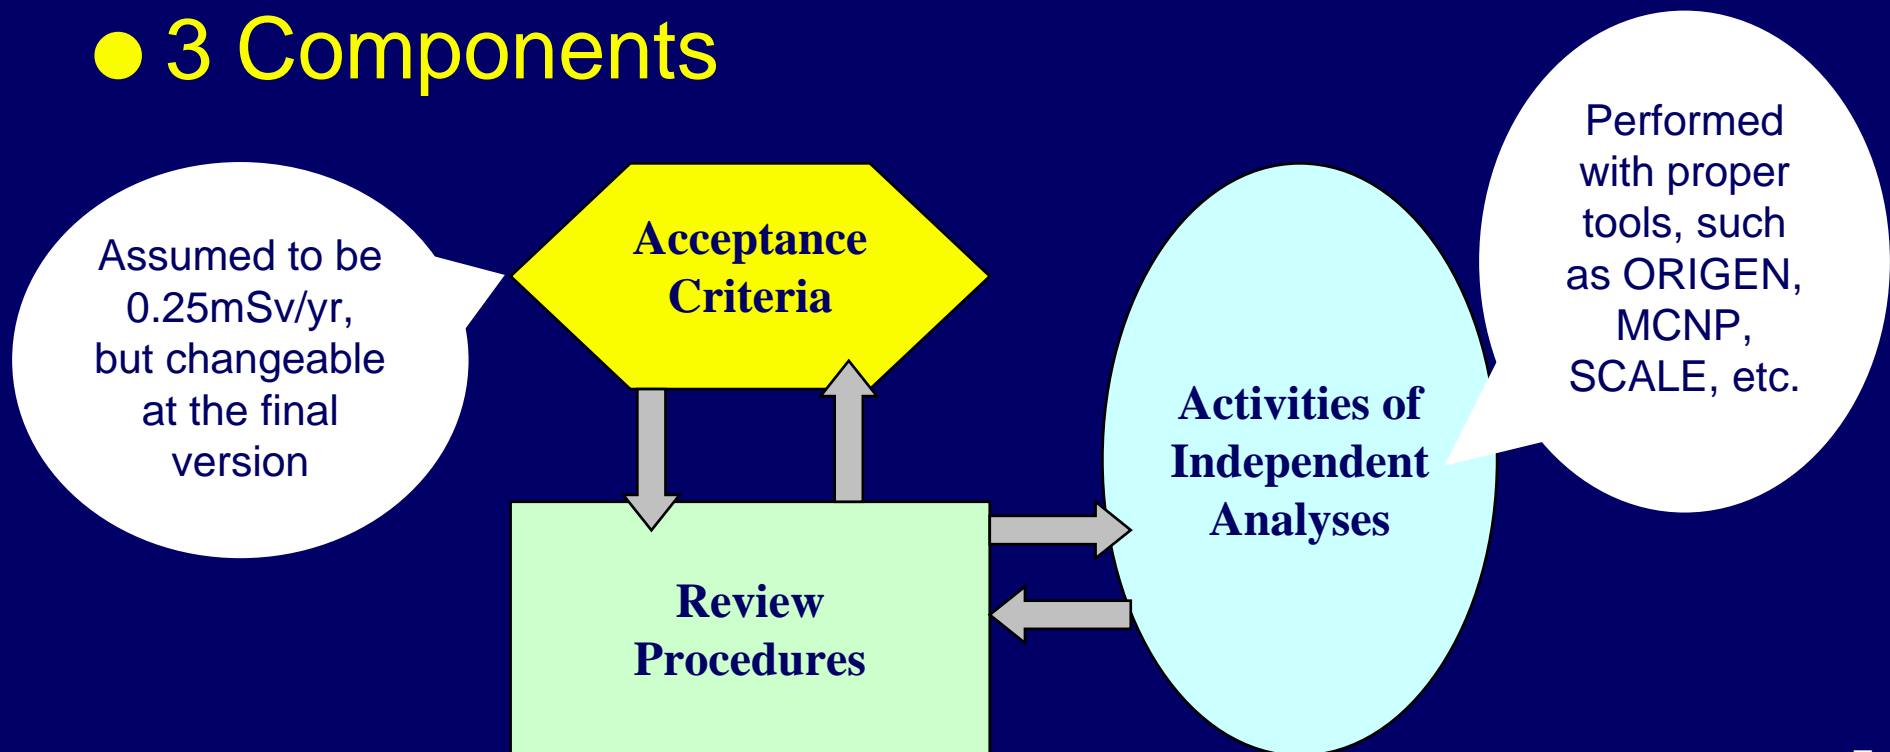 ● 3 Components
Assumed to be
0.25mSv/yr,
but changeable
at the final
version
Acceptance
Criteria
Review
Procedures
Activities of
Independent
Analyses
Performed
with proper
tools, such
as ORIGEN,
MCNP,
SCALE, etc.